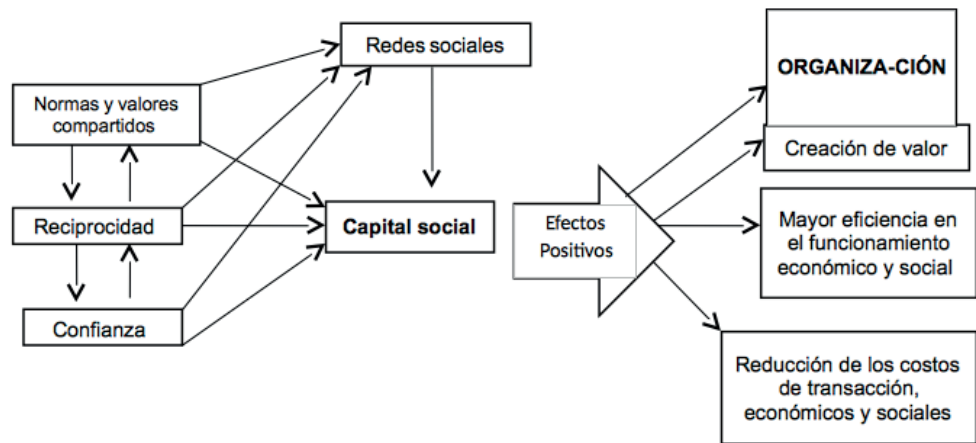 Redes sociales
Normas y valores
compartidos
Reciprocidad
Confianza
Capital social
Efectos
Positivos
ORGANIZA-CIÓN
Creación de valor
Mayor eficiencia en
el funcionamiento
económico y social
Reducción de los costos
de transacción,
económicos y sociales